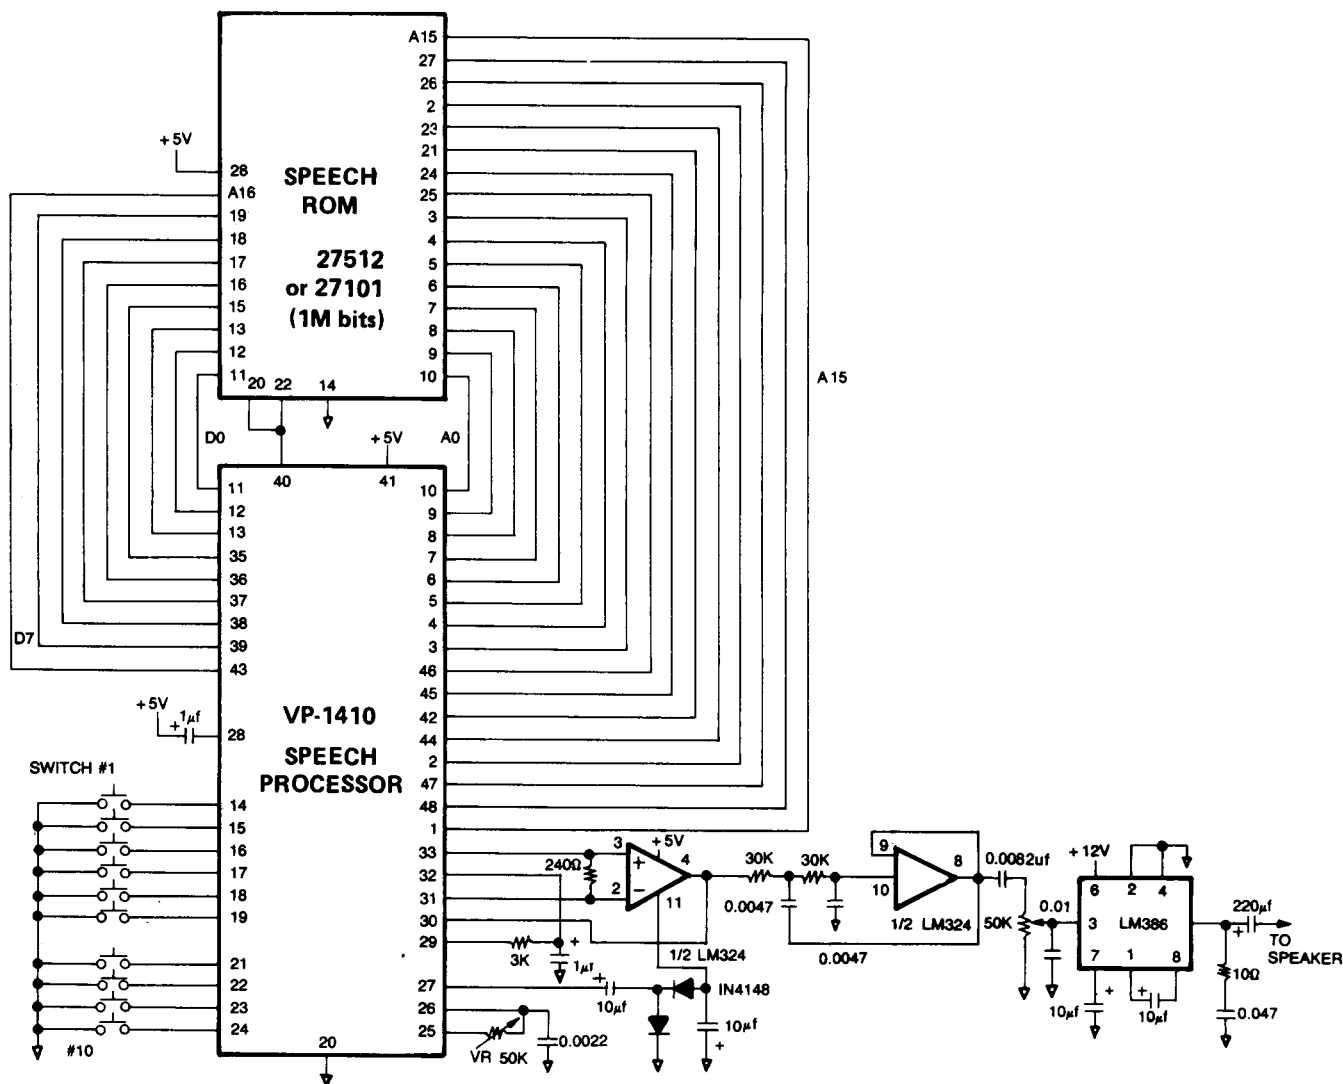 A15
27
26
2
23
21
24
25
3
4
5
6
7
8
9
10
+5V
28
A16
19
18
17
16
15
13
12
11
SPEECH
ROM
27512
or 27101
(1M bits)
20 22 14
D0
+5V
A0
A15
40 41
11
12
13
35
36
37
38
D7
39
43
10
9
8
7
6
5
4
3
46
45
42
44
2
47
48
1
+5V
+ 1µf
28
VP-1410
SPEECH
PROCESSOR
SWITCH #1
14
15
16
17
18
19
21
22
23
24
#10
20
33
32
31
30
29
27
26
25
240Ω
3
+
2
−
+5V
4
11
1/2 LM324
3K
+
1µf
+
10µf
IN4148
10µf
+
VR 50K
0.0022
30K
30K
0.0047
0.0047
9
10
8
1/2 LM324
0.0082uf
50K
0.01
+12V
6 2 4
3 LM386
7 1 8
+
10µf
+
10µf
220µf
+
TO
SPEAKER
10Ω
0.047